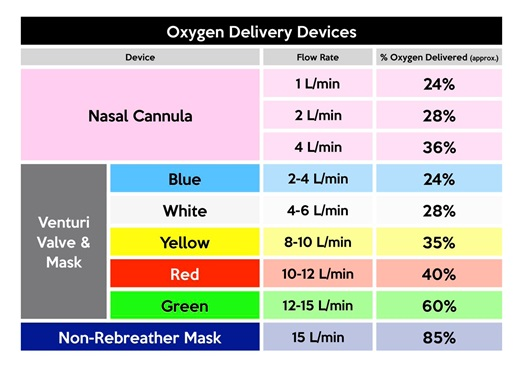 Oxygen Delivery Devices
Device Flow Rate % Oxygen Delivered (approx.)
Nasal Cannula
1 L/min 24%
2 L/min 28%
4 L/min 36%
Venturi
Valve &
Mask
Blue 2-4 L/min 24%
White 4-6 L/min 28%
Yellow 8-10 L/min 35%
Red 10-12 L/min 40%
Green 12-15 L/min 60%
Non-Rebreather Mask 15 L/min 85%